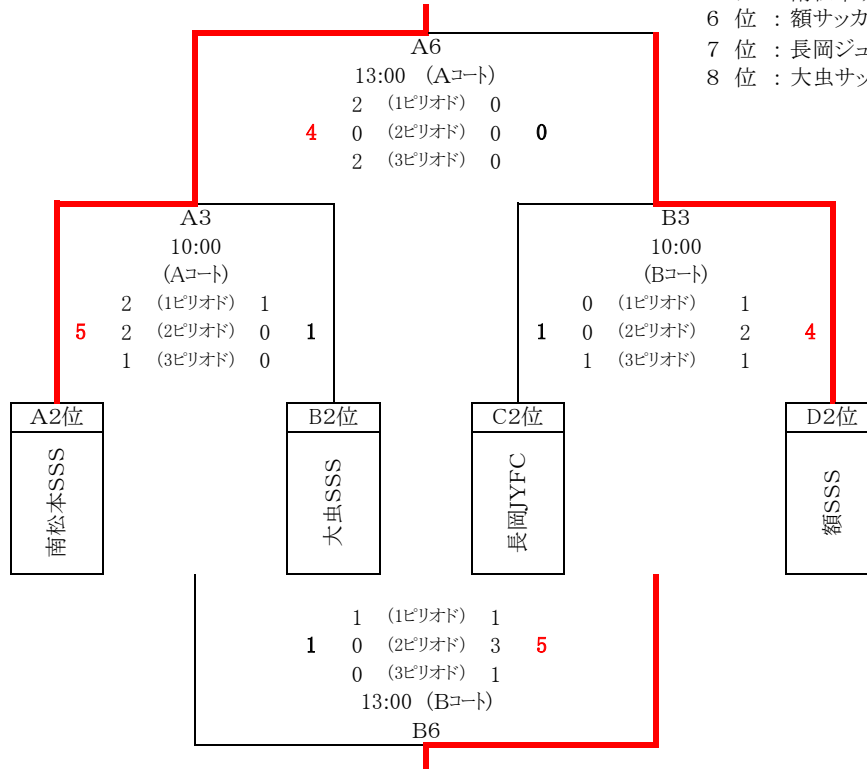 6 位 : 額サッカ
7 位 : 長岡ジュ
8 位 : 大虫サッ
A6
13:00 (Aコート)
2 (1ピリオド) 0
4 0 (2ピリオド) 0 0
2 (3ピリオド) 0
A3
10:00
(Aコート)
2 (1ピリオド) 1
5 2 (2ピリオド) 0 1
1 (3ピリオド) 0
B3
10:00
(Bコート)
0 (1ピリオド) 1
1 0 (2ピリオド) 2 4
1 (3ピリオド) 1
A2位
B2位
C2位
D2位
南松本SSS
大虫SSS
長岡JYFC
額SSS
1 (1ピリオド) 1
1 0 (2ピリオド) 3 5
0 (3ピリオド) 1
13:00 (Bコート)
B6